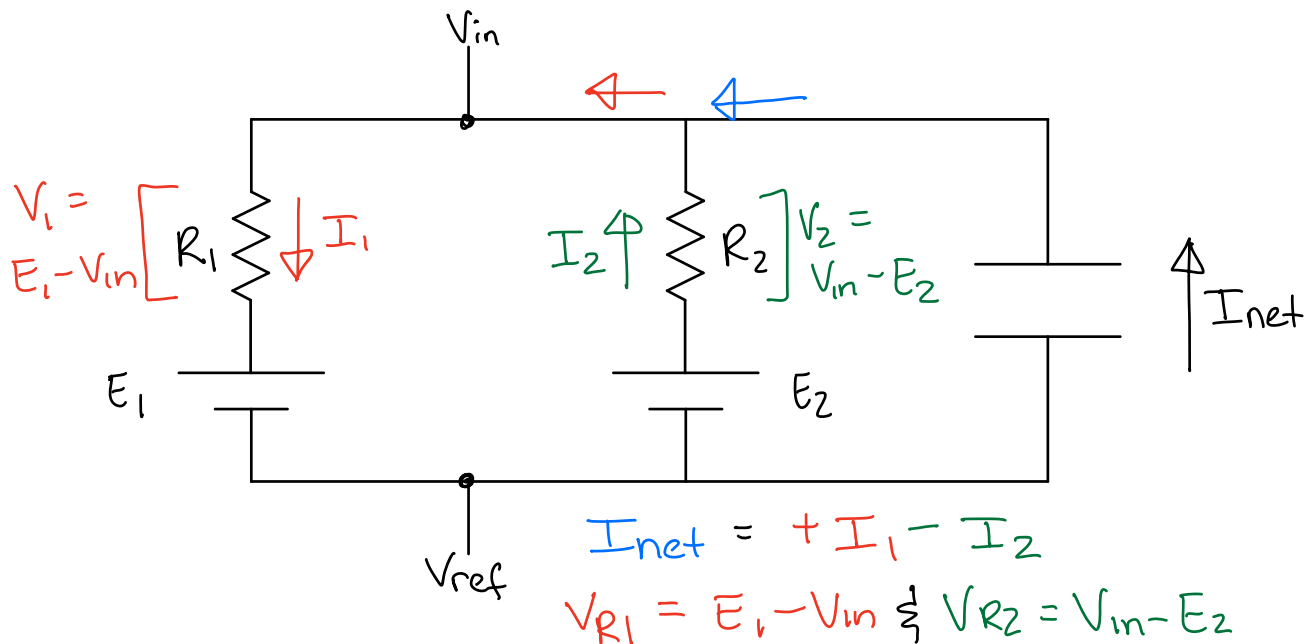 Vin
V₁ =
E₁ - Vin
R₁
I₁
I₂
R₂
V₂ =
Vin - E₂
Inet
E₁
E₂
Vref
Inet = + I₁ - I₂
VR1 = E₁ - Vin & VR2 = Vin - E₂